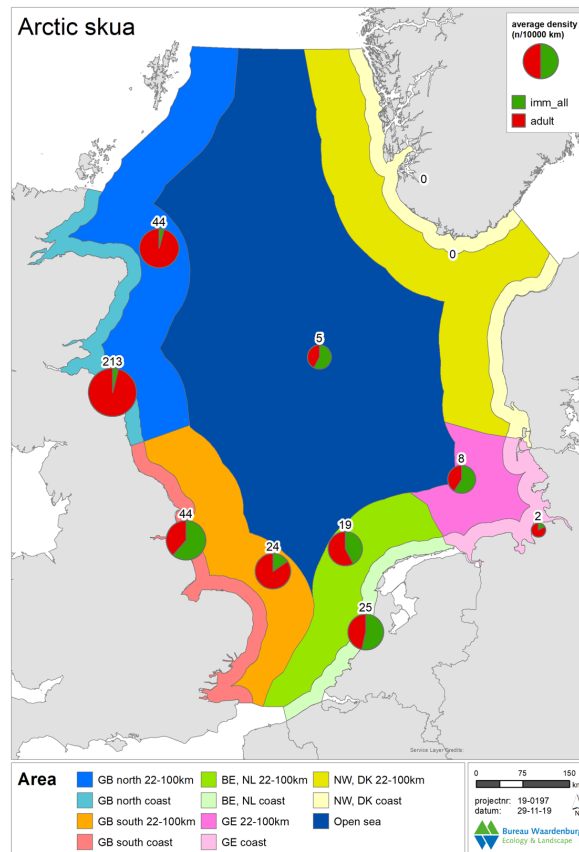 Arctic skua
average density
(n/10000 km)
imm_all
adult
0
44
0
5
213
8
44
2
19
24
25
Service Layer Credits:
Area
GB north 22-100km
GB north coast
GB south 22-100km
GB south coast
BE, NL 22-100km
BE, NL coast
GE 22-100km
GE coast
NW, DK 22-100km
NW, DK coast
Open sea
0 75 150
projectnr: 19-0197
datum: 29-11-19
Bureau Waardenburg
Ecology & Landscape